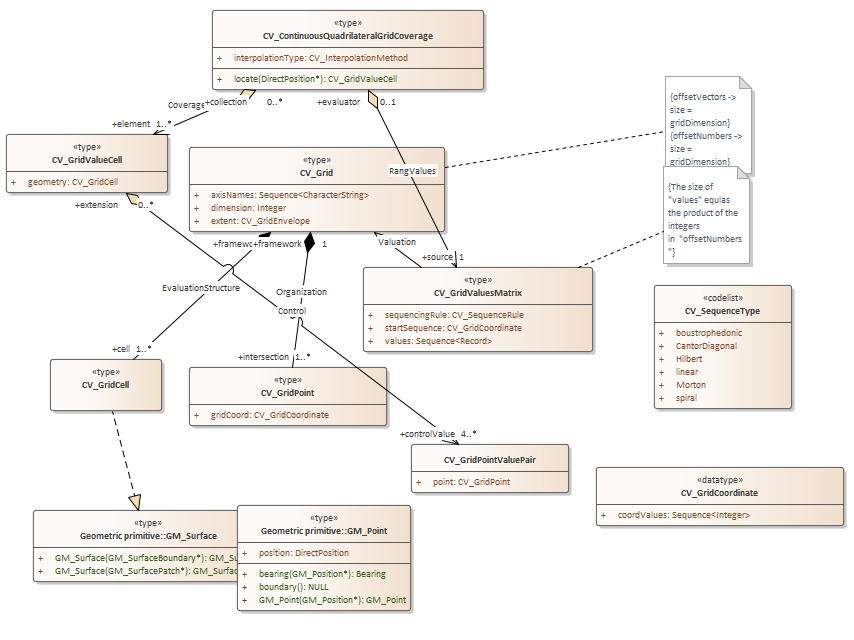 «type»
CV_ContinuousQuadrilateralGridCoverage
+ interpolationType: CV_InterpolationMethod
+ locate(DirectPosition*): CV_GridValueCell
Coverage
+collection 0..*
+evaluator 0..1
+element 1..*
«type»
CV_GridValueCell
+ geometry: CV_GridCell
+extension 0..*
«type»
CV_Grid
+ axisNames: Sequence<CharacterString>
+ dimension: Integer
+ extent: CV_GridEnvelope
RangValues
{offsetVectors ->
size =
gridDimension}
{offsetNumbers ->
size =
gridDimension}
{The size of
"values" equlas
the product of the
integers
in "offsetNumbers
"}
+framework
+framework 1
Valuation
+source 1
«type»
CV_GridValuesMatrix
+ sequencingRule: CV_SequenceRule
+ startSequence: CV_GridCoordinate
+ values: Sequence<Record>
EvaluationStructure
Organization
Control
«codelist»
CV_SequenceType
+ boustrophedonic
+ CantorDiagonal
+ Hilbert
+ linear
+ Morton
+ spiral
+cell 1..*
+intersection 1..*
«type»
CV_GridCell
«type»
CV_GridPoint
+ gridCoord: CV_GridCoordinate
+controlValue 4..*
CV_GridPointValuePair
+ point: CV_GridPoint
«datatype»
CV_GridCoordinate
+ coordValues: Sequence<Integer>
«type»
Geometric primitive::GM_Surface
+ GM_Surface(GM_SurfaceBoundary*): GM_Su
+ GM_Surface(GM_SurfacePatch*): GM_Surfac
«type»
Geometric primitive::GM_Point
+ position: DirectPosition
+ bearing(GM_Position*): Bearing
+ boundary(): NULL
+ GM_Point(GM_Position*): GM_Point